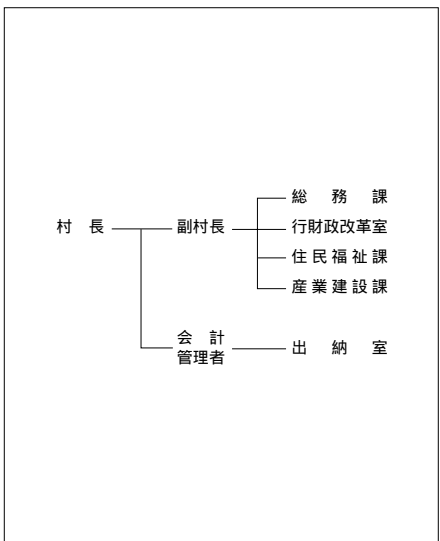 総務課
村長 副村長 行財政改革室
住民福祉課
産業建設課
会計
管理者 出納室